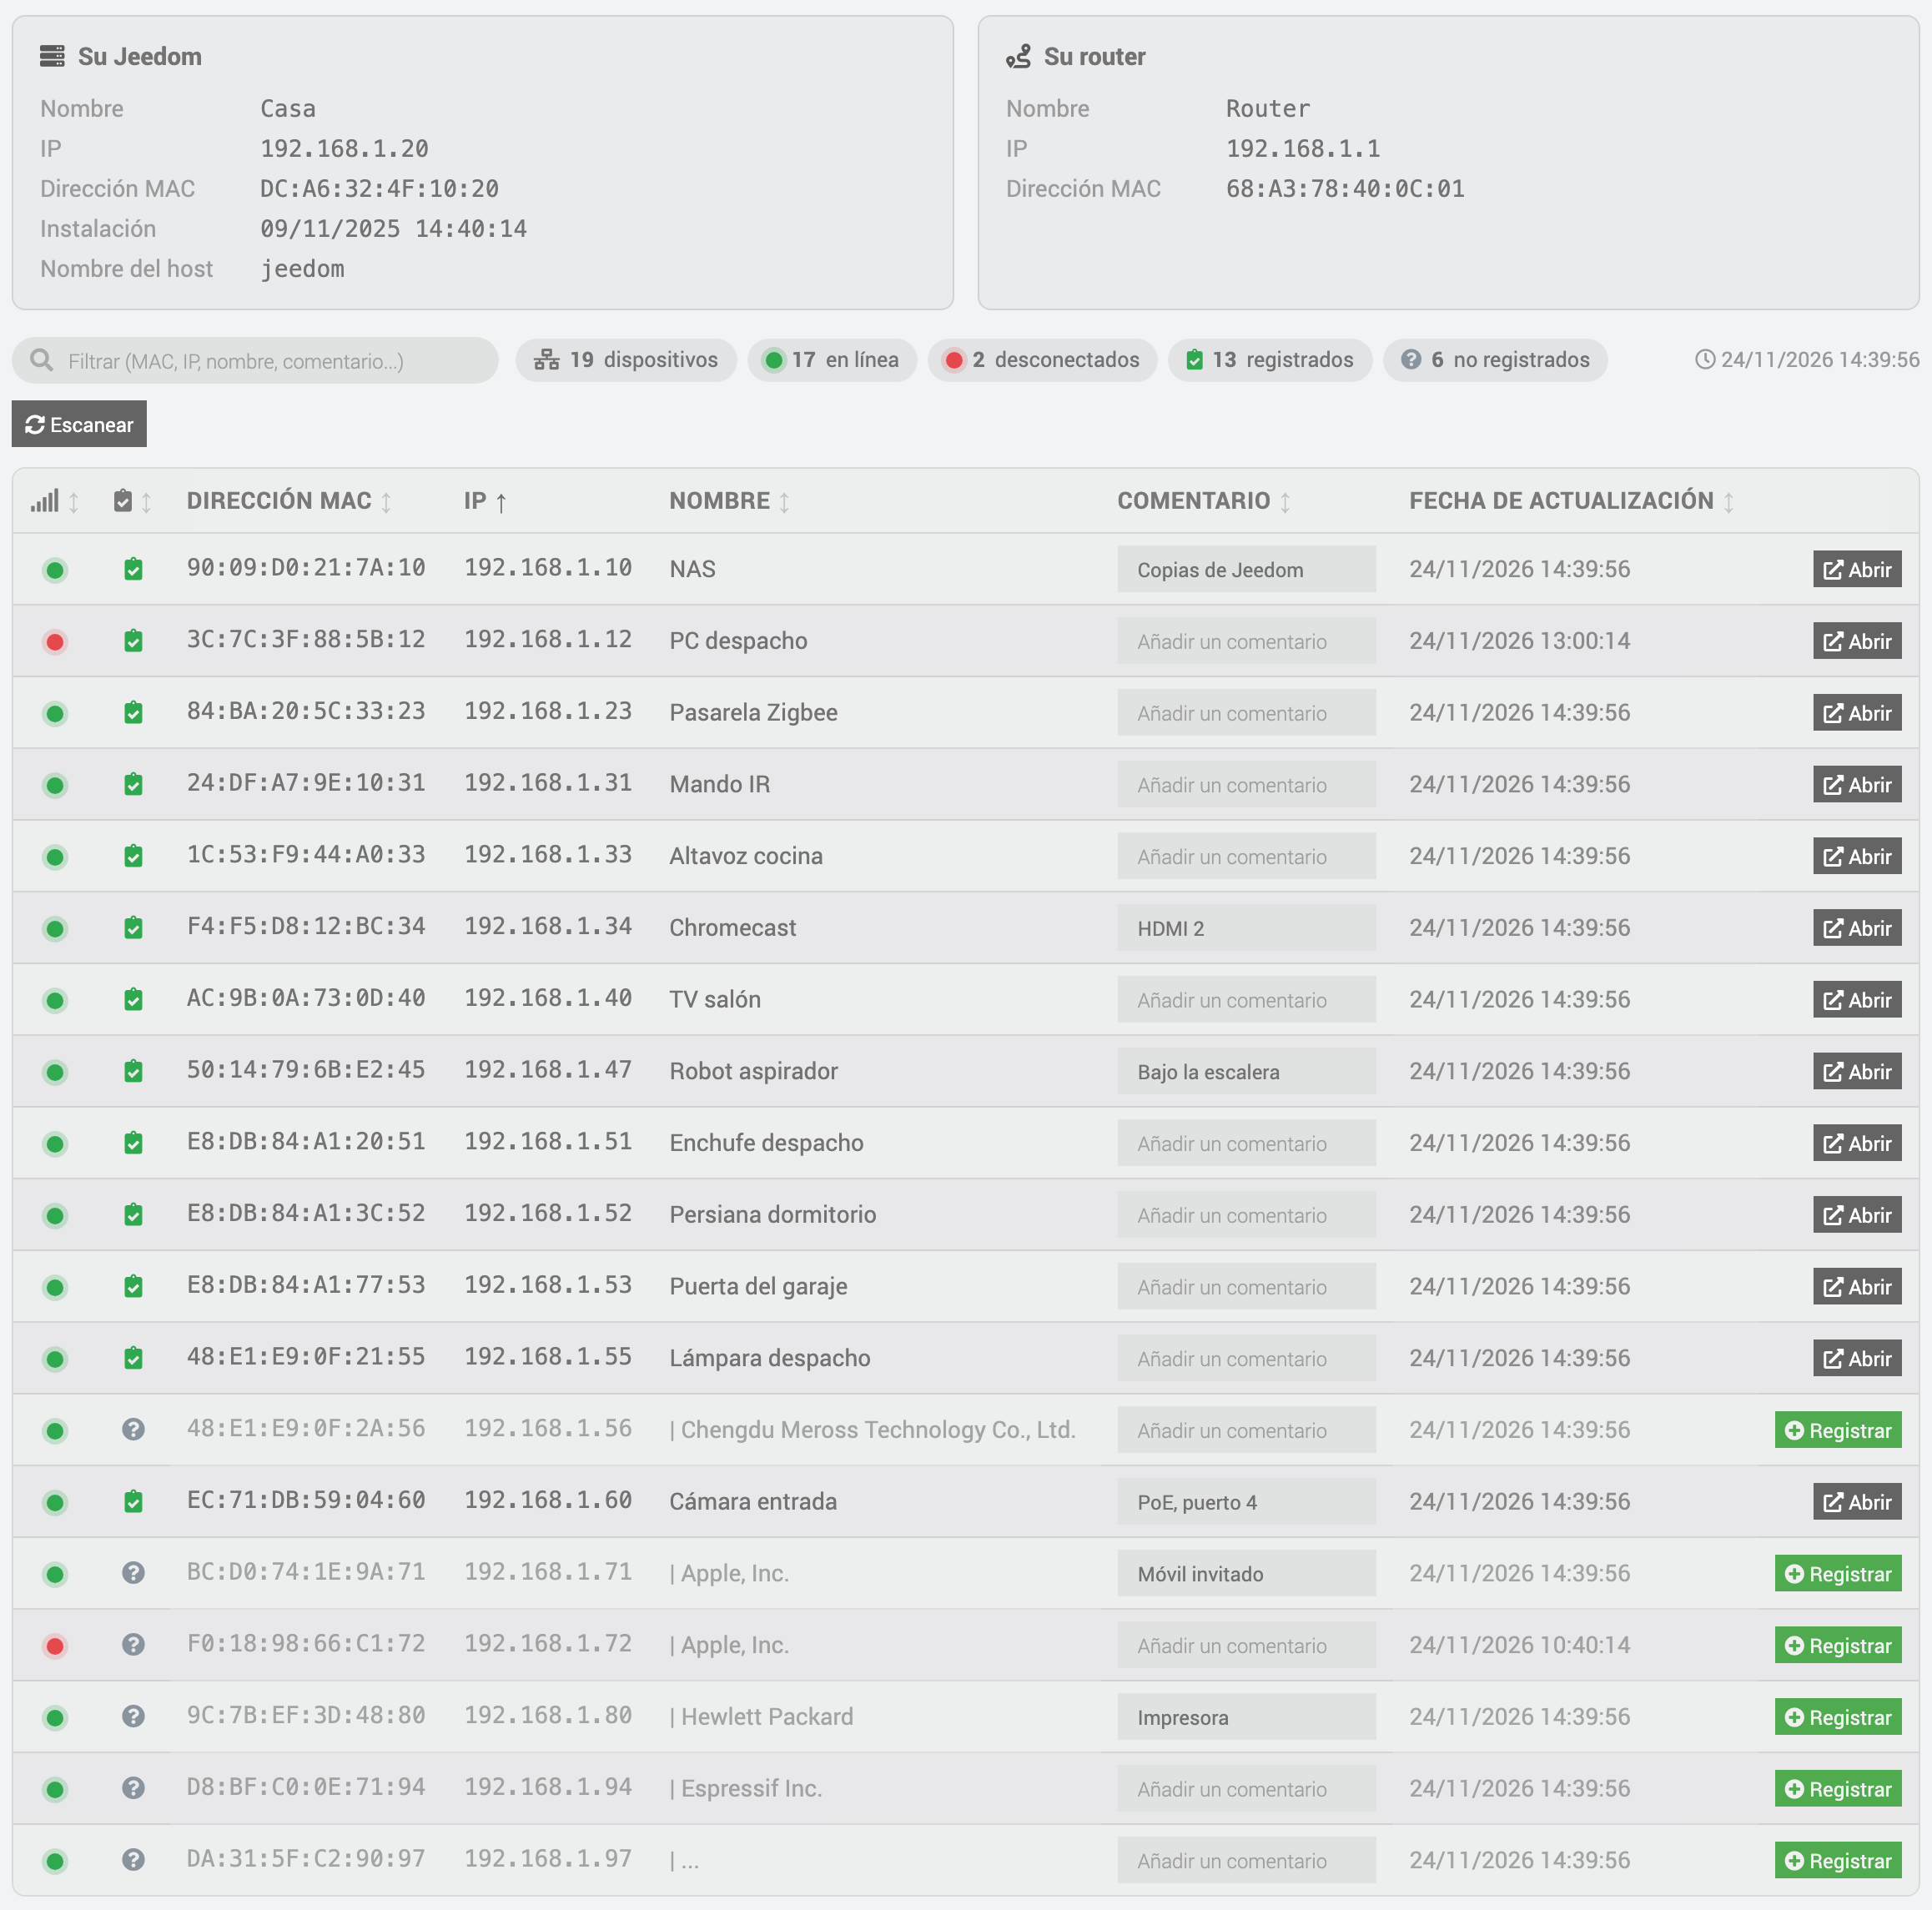 Su Jeedom
Nombre Casa
IP 192.168.1.20
Dirección MAC DC:A6:32:4F:10:20
Instalación 09/11/2025 14:40:14
Nombre del host jeedom
Su router
Nombre Router
IP 192.168.1.1
Dirección MAC 68:A3:78:40:0C:01
Filtrar (MAC, IP, nombre, comentario...) 19 dispositivos 17 en línea 2 desconectados 13 registrados 6 no registrados 24/11/2026 14:39:56
Escanear
DIRECCIÓN MAC IP NOMBRE COMENTARIO FECHA DE ACTUALIZACIÓN
90:09:D0:21:7A:10 192.168.1.10 NAS Copias de Jeedom 24/11/2026 14:39:56 Abrir
3C:7C:3F:88:5B:12 192.168.1.12 PC despacho Añadir un comentario 24/11/2026 13:00:14 Abrir
84:BA:20:5C:33:23 192.168.1.23 Pasarela Zigbee Añadir un comentario 24/11/2026 14:39:56 Abrir
24:DF:A7:9E:10:31 192.168.1.31 Mando IR Añadir un comentario 24/11/2026 14:39:56 Abrir
1C:53:F9:44:A0:33 192.168.1.33 Altavoz cocina Añadir un comentario 24/11/2026 14:39:56 Abrir
F4:F5:D8:12:BC:34 192.168.1.34 Chromecast HDMI 2 24/11/2026 14:39:56 Abrir
AC:9B:0A:73:0D:40 192.168.1.40 TV salón Añadir un comentario 24/11/2026 14:39:56 Abrir
50:14:79:6B:E2:45 192.168.1.47 Robot aspirador Bajo la escalera 24/11/2026 14:39:56 Abrir
E8:DB:84:A1:20:51 192.168.1.51 Enchufe despacho Añadir un comentario 24/11/2026 14:39:56 Abrir
E8:DB:84:A1:3C:52 192.168.1.52 Persiana dormitorio Añadir un comentario 24/11/2026 14:39:56 Abrir
E8:DB:84:A1:77:53 192.168.1.53 Puerta del garaje Añadir un comentario 24/11/2026 14:39:56 Abrir
48:E1:E9:0F:21:55 192.168.1.55 Lámpara despacho Añadir un comentario 24/11/2026 14:39:56 Abrir
48:E1:E9:0F:2A:56 192.168.1.56 | Chengdu Meross Technology Co., Ltd. Añadir un comentario 24/11/2026 14:39:56 Registrar
EC:71:DB:59:04:60 192.168.1.60 Cámara entrada PoE, puerto 4 24/11/2026 14:39:56 Abrir
BC:D0:74:1E:9A:71 192.168.1.71 | Apple, Inc. Móvil invitado 24/11/2026 14:39:56 Registrar
F0:18:98:66:C1:72 192.168.1.72 | Apple, Inc. Añadir un comentario 24/11/2026 10:40:14 Registrar
9C:7B:EF:3D:48:80 192.168.1.80 | Hewlett Packard Impresora 24/11/2026 14:39:56 Registrar
D8:BF:C0:0E:71:94 192.168.1.94 | Espressif Inc. Añadir un comentario 24/11/2026 14:39:56 Registrar
DA:31:5F:C2:90:97 192.168.1.97 | ... Añadir un comentario 24/11/2026 14:39:56 Registrar